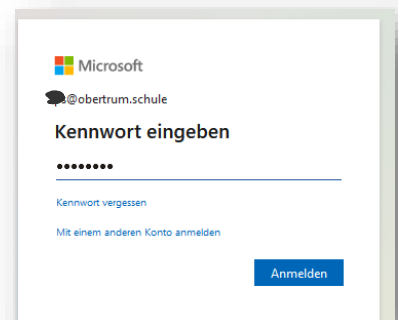 Microsoft
@obertrum.schule
Kennwort eingeben
••••••••
Kennwort vergessen
Mit einem anderen Konto anmelden
Anmelden